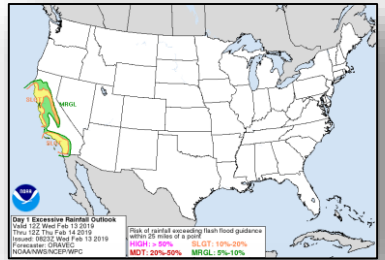 SLGT
MRGL
SLGT
NOAA
Day 1 Excessive Rainfall Outlook
Valid 12Z Wed Feb 13 2019
Thru 12Z Thu Feb 14 2019
Issued: 0823Z Wed Feb 13 2019
Forecaster: ORAVEC
NOAA/NWS/NCEP/WPC
Risk of rainfall exceeding flash flood guidance
within 25 miles of a point
HIGH: > 50% SLGT: 10%-20%
MDT: 20%-50% MRGL: 5%-10%